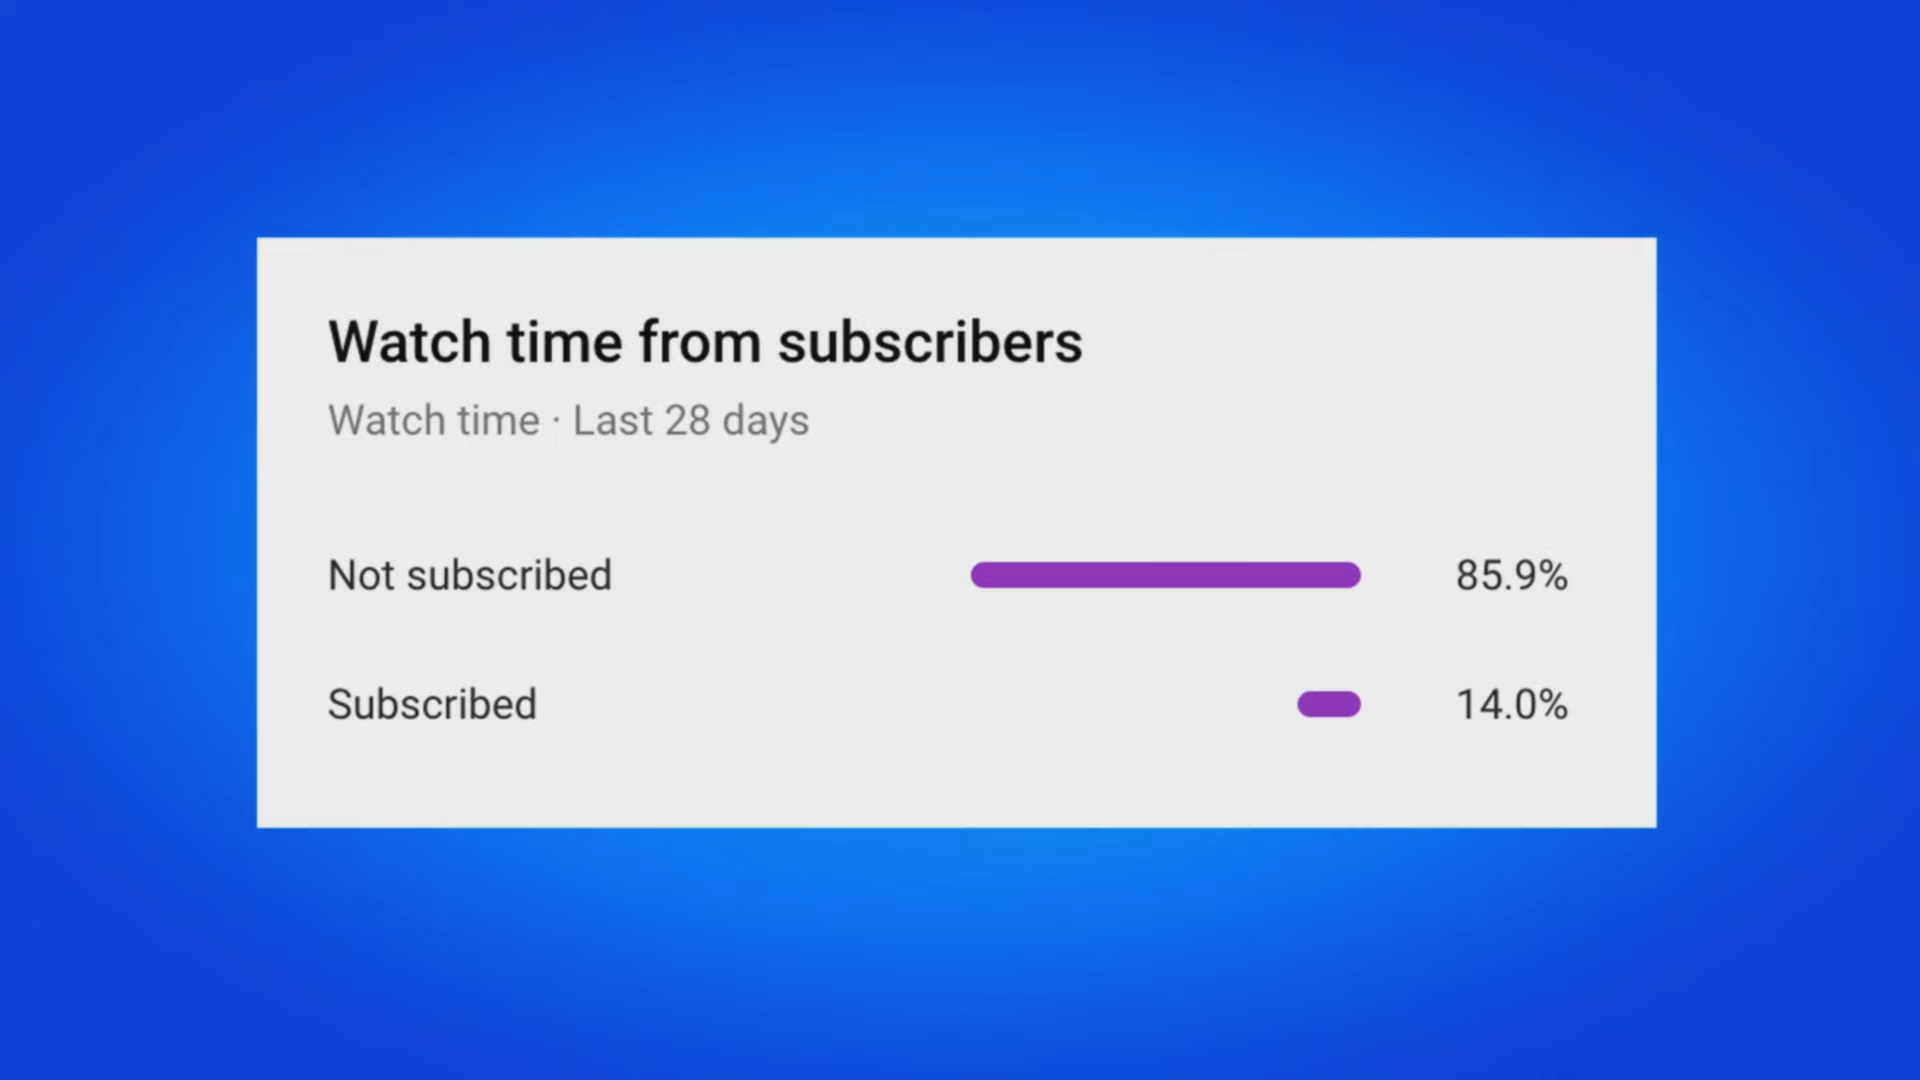 Watch time from subscribers
Watch time · Last 28 days
Not subscribed 85.9%
Subscribed 14.0%